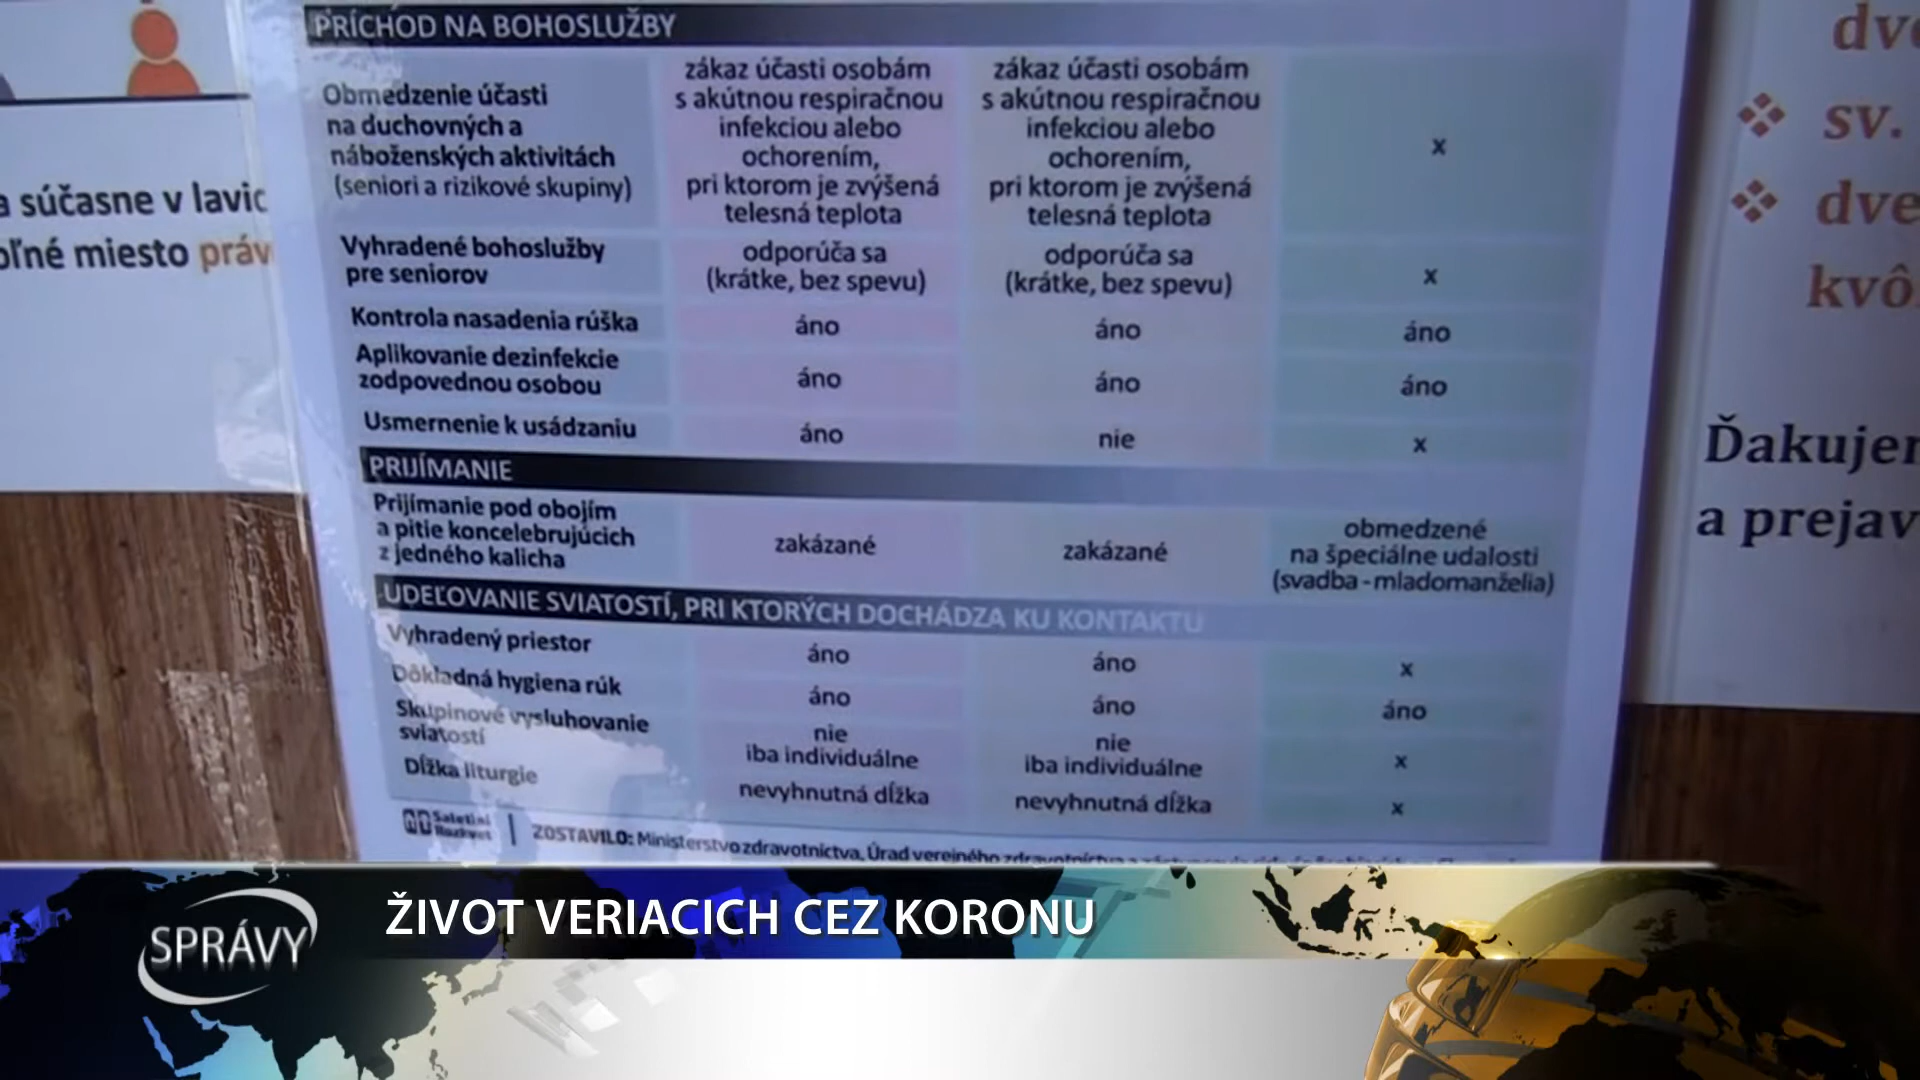 PRÍCHOD NA BOHOSLUŽBY
Obmedzenie účasti
na duchovných a
náboženských aktivitách
(seniori a rizikové skupiny)
zákaz účasti osobám
s akútnou respiračnou
infekciou alebo
ochorením,
pri ktorom je zvýšená
telesná teplota
zákaz účasti osobám
s akútnou respiračnou
infekciou alebo
ochorením,
pri ktorom je zvýšená
telesná teplota
x
Vyhradené bohoslužby
pre seniorov
odporúča sa
(krátke, bez spevu)
odporúča sa
(krátke, bez spevu)
x
Kontrola nasadenia rúška
áno
áno
áno
Aplikovanie dezinfekcie
zodpovednou osobou
áno
áno
áno
Usmernenie k usádzaniu
áno
nie
x
PRIJÍMANIE
Prijímanie pod obojím
a pitie koncelebrujúcich
z jedného kalicha
zakázané
zakázané
obmedzené
na špeciálne udalosti
(svadba - mladomanželia)
UDEĽOVANIE SVIATOSTÍ, PRI KTORÝCH DOCHÁDZA KU KONTAKTU
Vyhradený priestor
áno
áno
x
Dôkladná hygiena rúk
áno
áno
áno
Skupinové vysluhovanie
sviatostí
nie
iba individuálne
nie
iba individuálne
x
Dĺžka liturgie
nevyhnutná dĺžka
nevyhnutná dĺžka
x
ZOSTAVILO: Ministerstvo zdravotníctva, Úrad verejného zdravotníctva
a súčasne v lavic
oľné miesto práv
dve
sv.
dve
kvô
Ďakujem
a prejav
SPRÁVY
ŽIVOT VERIACICH CEZ KORONU